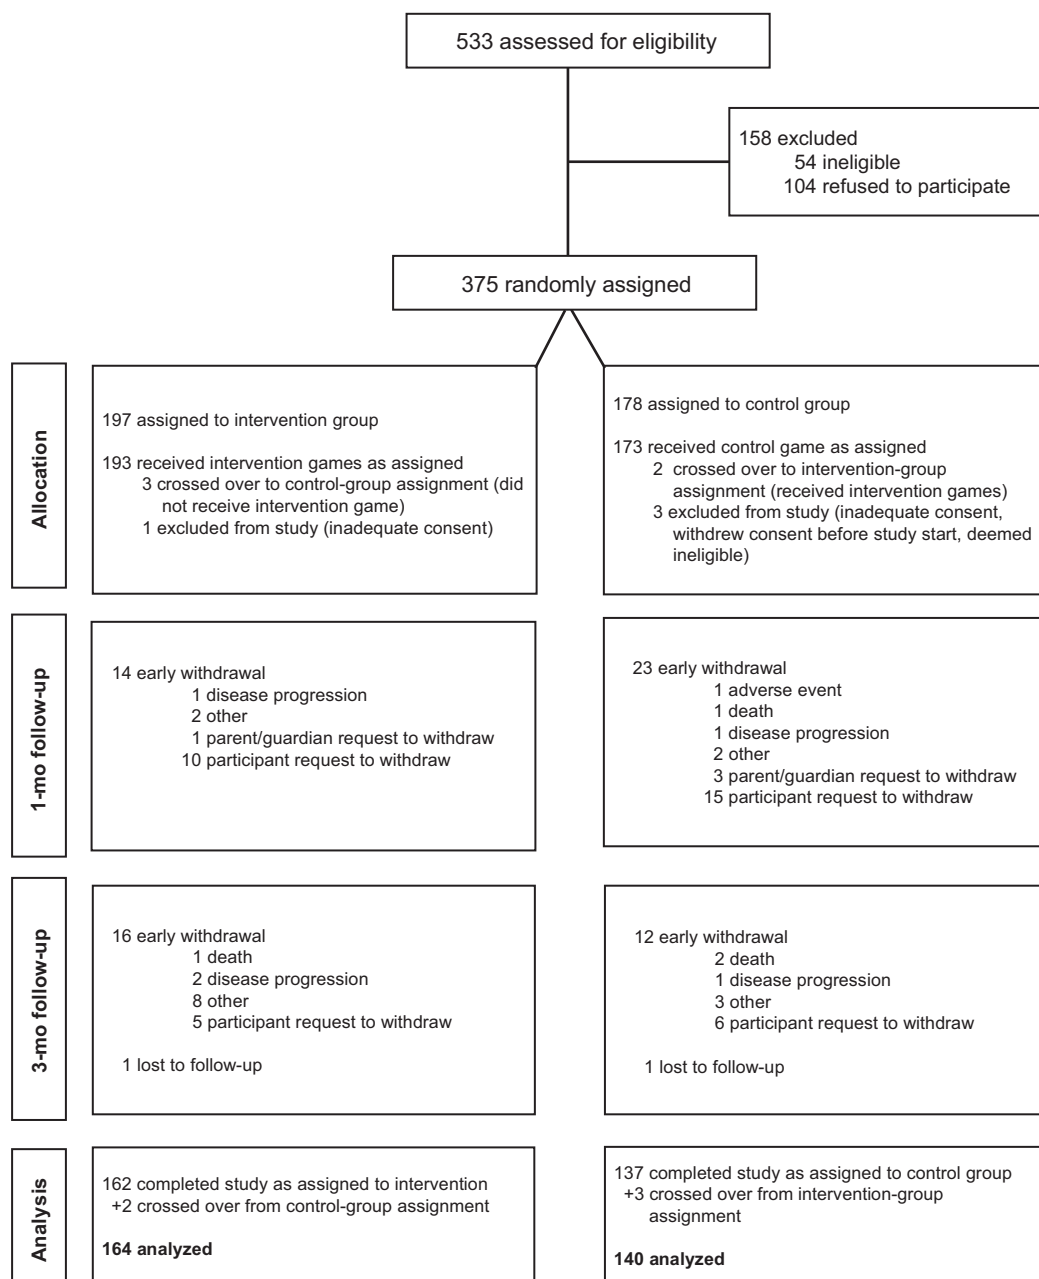 533 assessed for eligibility
158 excluded
54 ineligible
104 refused to participate
375 randomly assigned
Allocation
197 assigned to intervention group
193 received intervention games as assigned
3 crossed over to control-group assignment (did
not receive intervention game)
1 excluded from study (inadequate consent)
178 assigned to control group
173 received control game as assigned
2 crossed over to intervention-group
assignment (received intervention games)
3 excluded from study (inadequate consent,
withdrew consent before study start, deemed
ineligible)
1-mo follow-up
14 early withdrawal
1 disease progression
2 other
1 parent/guardian request to withdraw
10 participant request to withdraw
23 early withdrawal
1 adverse event
1 death
1 disease progression
2 other
3 parent/guardian request to withdraw
15 participant request to withdraw
3-mo follow-up
16 early withdrawal
1 death
2 disease progression
8 other
5 participant request to withdraw
1 lost to follow-up
12 early withdrawal
2 death
1 disease progression
3 other
6 participant request to withdraw
1 lost to follow-up
Analysis
162 completed study as assigned to intervention
+2 crossed over from control-group assignment
164 analyzed
137 completed study as assigned to control group
+3 crossed over from intervention-group
assignment
140 analyzed